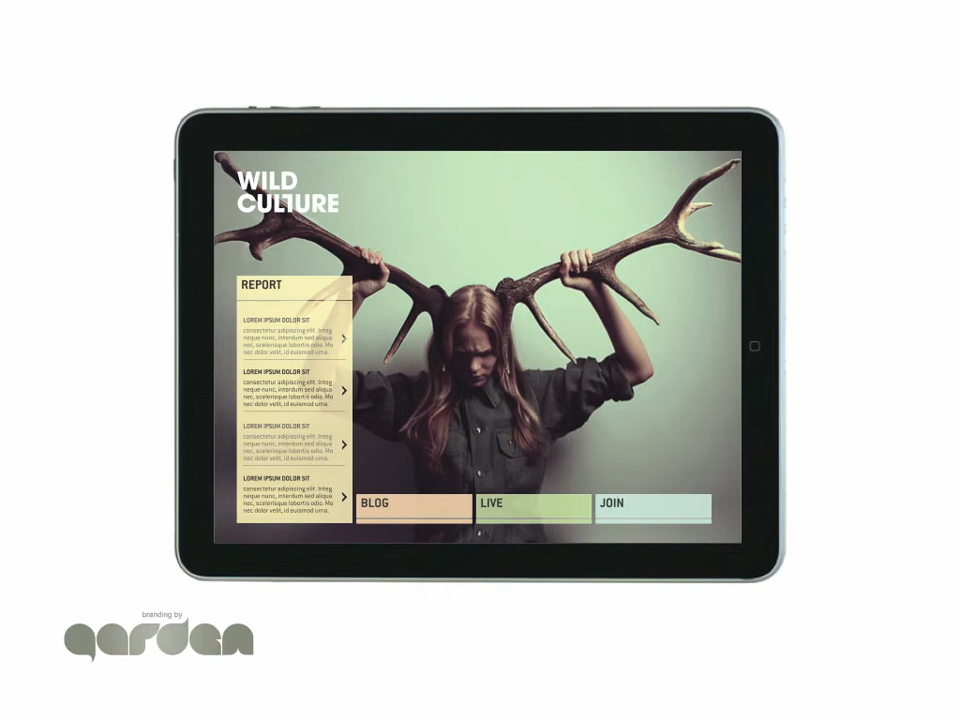 WILD
CULTURE
REPORT
LOREM IPSUM DOLOR SIT
consectetur adipiscing elit. Integ
neque nunc, interdum sed aliqua
nec, scelerisque lobortis odio. Mo
nec dolor velit, id euismod urna.
LOREM IPSUM DOLOR SIT
consectetur adipiscing elit. Integ
neque nunc, interdum sed aliqua
nec, scelerisque lobortis odio. Mo
nec dolor velit, id euismod urna.
LOREM IPSUM DOLOR SIT
consectetur adipiscing elit. Integ
neque nunc, interdum sed aliqua
nec, scelerisque lobortis odio. Mo
nec dolor velit, id euismod urna.
LOREM IPSUM DOLOR SIT
consectetur adipiscing elit. Integ
neque nunc, interdum sed aliqua
nec, scelerisque lobortis odio. Mo
nec dolor velit, id euismod urna.
BLOG
LIVE
JOIN
branding by
garden